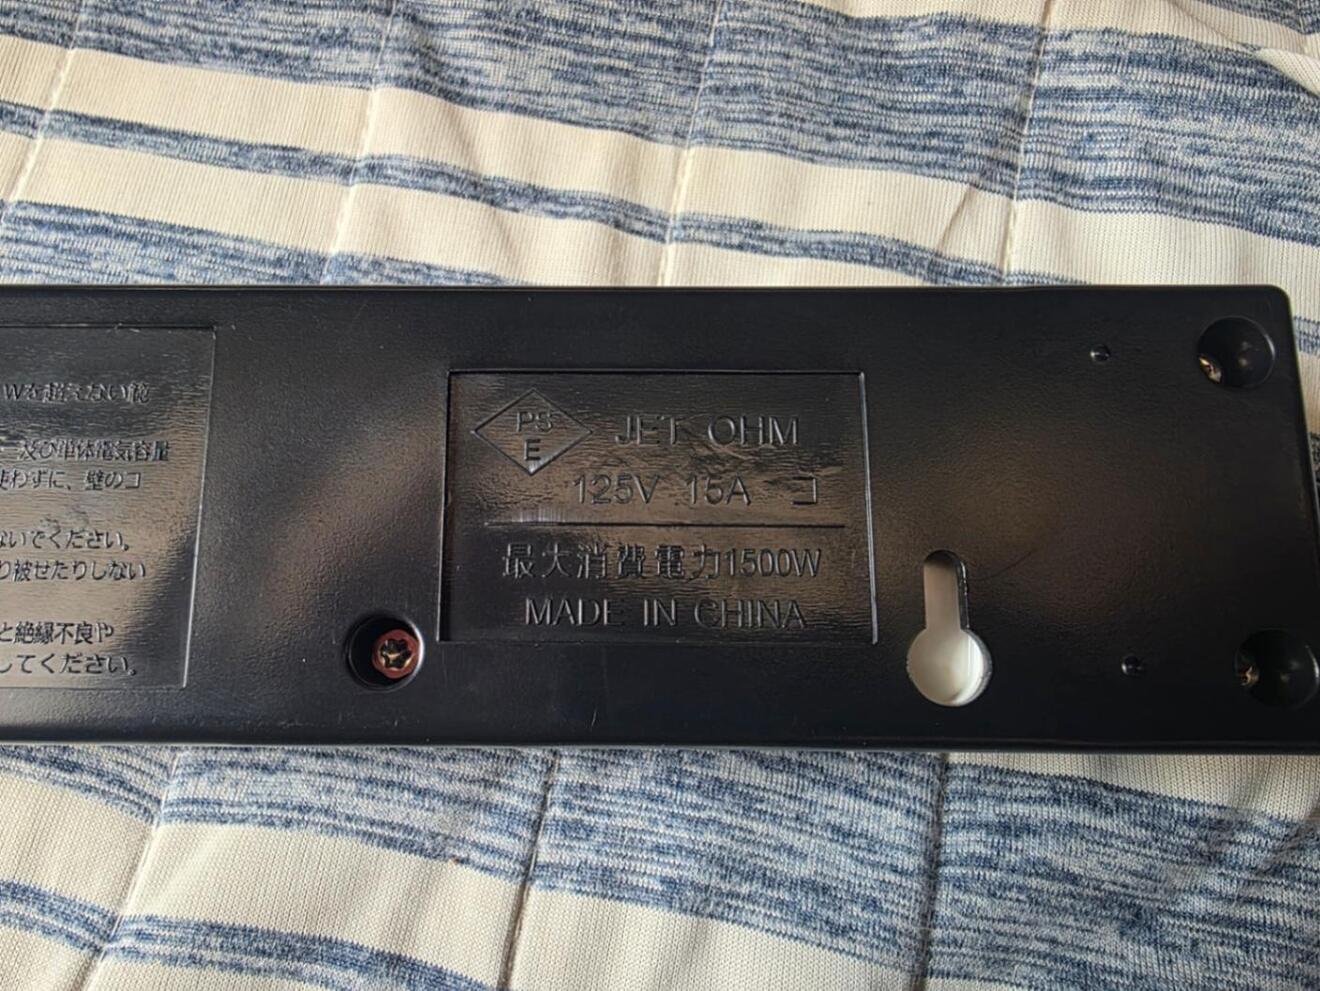 Wを超えない範
及び単体電気容量
使わずに、壁のコ
ないでください。
り被せたりしない
と絶縁不良や
してください。
PS
E
JET OHM
125V 15A コ
最大消費電力1500W
MADE IN CHINA